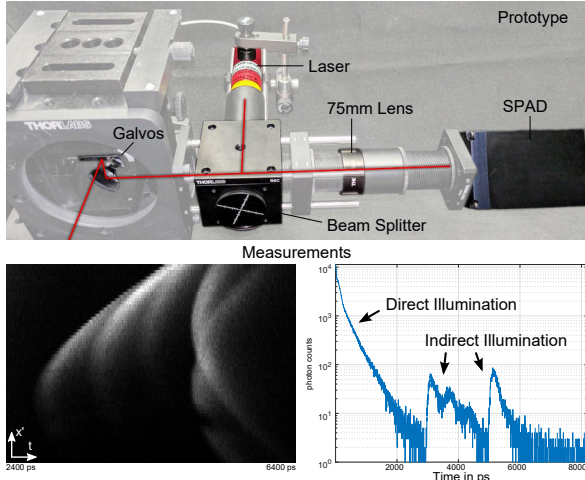 Prototype
Laser
75mm Lens
SPAD
THORLABS
Galvos
THORLABS
Beam Splitter
Measurements
x'
t
2400 ps
6400 ps
photon counts
10⁴
10³
10²
10¹
10⁰
Direct Illumination
Indirect Illumination
2000
4000
6000
8000
Time in ps